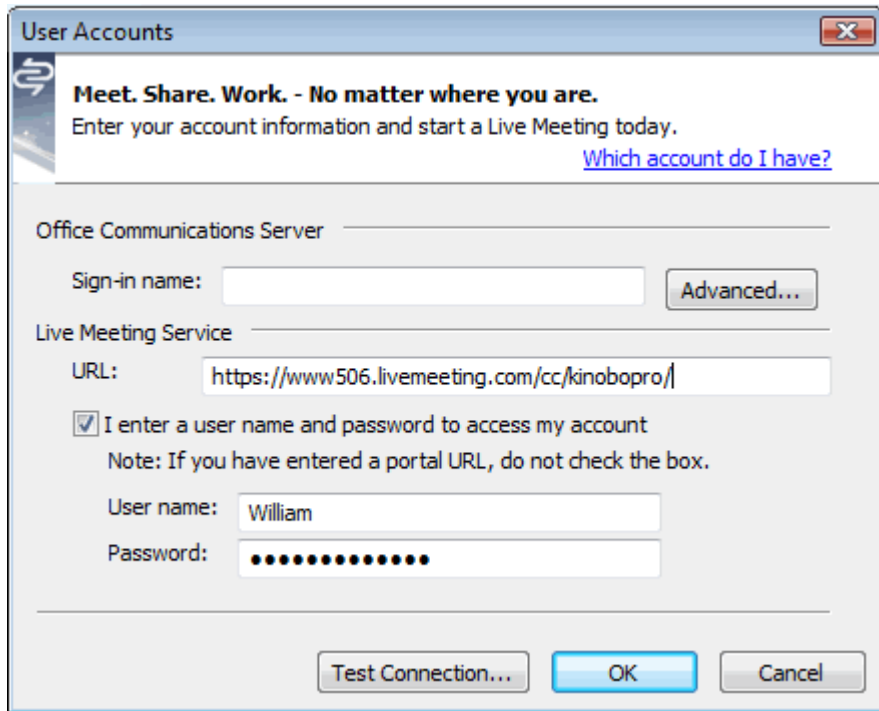 User Accounts
Meet. Share. Work. - No matter where you are.
Enter your account information and start a Live Meeting today.
Which account do I have?
Office Communications Server
Sign-in name:
Advanced...
Live Meeting Service
URL: https://www506.livemeeting.com/cc/kinobopro/
I enter a user name and password to access my account
Note: If you have entered a portal URL, do not check the box.
User name: William
Password: •••••••••••••
Test Connection... OK Cancel